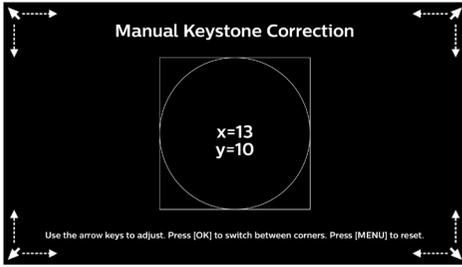 Manual Keystone Correction
x=13
y=10
Use the arrow keys to adjust. Press [OK] to switch between corners. Press [MENU] to reset.